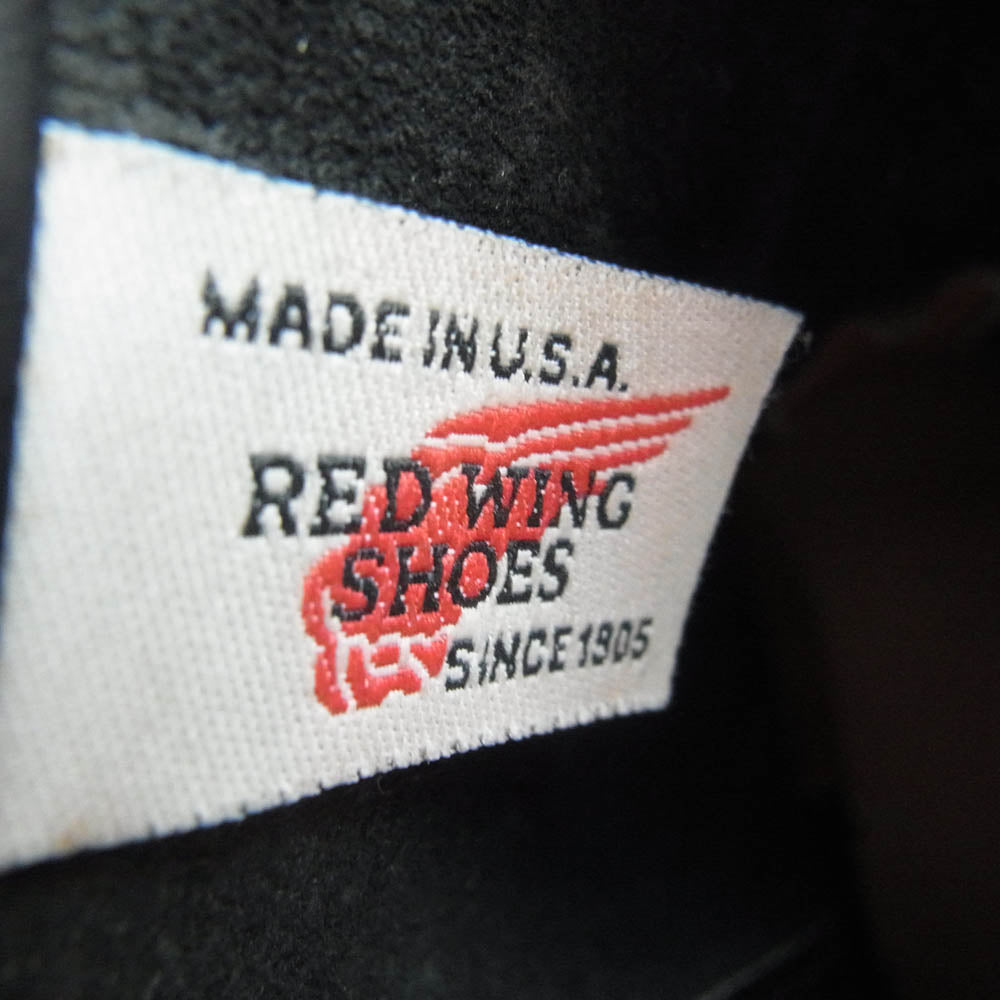 MADE IN U.S.A.
RED WING
SHOES
SINCE 1905